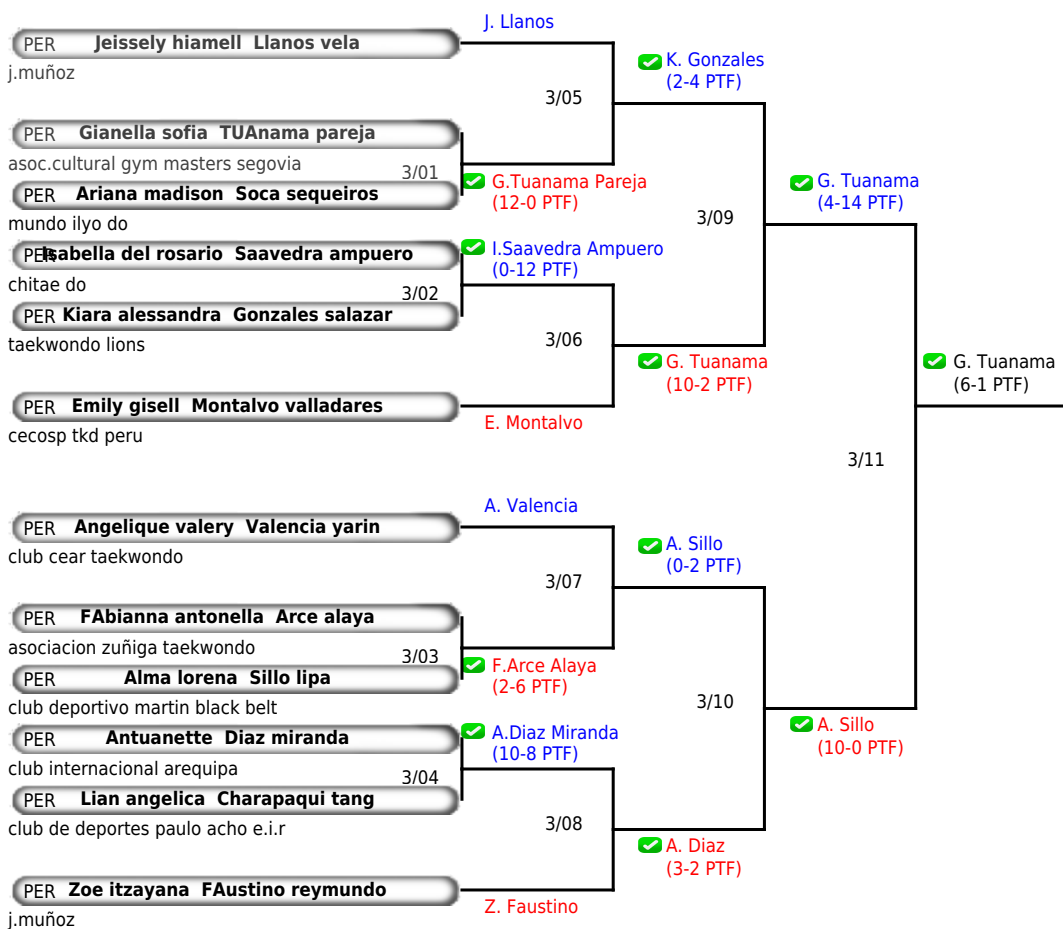 J. Llanos
PER Jeissely hiamell Llanos vela
j.muñoz
K. Gonzales
(2-4 PTF)
3/05
PER Gianella sofia TUAnama pareja
asoc.cultural gym masters segovia
3/01
G.Tuanama Pareja
(12-0 PTF)
G. Tuanama
(4-14 PTF)
PER Ariana madison Soca sequeiros
mundo ilyo do
3/09
PER Isabella del rosario Saavedra ampuero
I.Saavedra Ampuero
(0-12 PTF)
chitae do
3/02
PER Kiara alessandra Gonzales salazar
taekwondo lions
3/06
G. Tuanama
(10-2 PTF)
G. Tuanama
(6-1 PTF)
PER Emily gisell Montalvo valladares
E. Montalvo
cecosp tkd peru
3/11
A. Valencia
PER Angelique valery Valencia yarin
club cear taekwondo
A. Sillo
(0-2 PTF)
3/07
PER FAbianna antonella Arce alaya
asociacion zuñiga taekwondo
3/03
F.Arce Alaya
(2-6 PTF)
PER Alma lorena Sillo lipa
club deportivo martin black belt
3/10
A. Sillo
(10-0 PTF)
PER Antuanette Diaz miranda
A.Diaz Miranda
(10-8 PTF)
club internacional arequipa
3/04
PER Lian angelica Charapaqui tang
club de deportes paulo acho e.i.r
3/08
A. Diaz
(3-2 PTF)
PER Zoe itzayana FAustino reymundo
Z. Faustino
j.muñoz